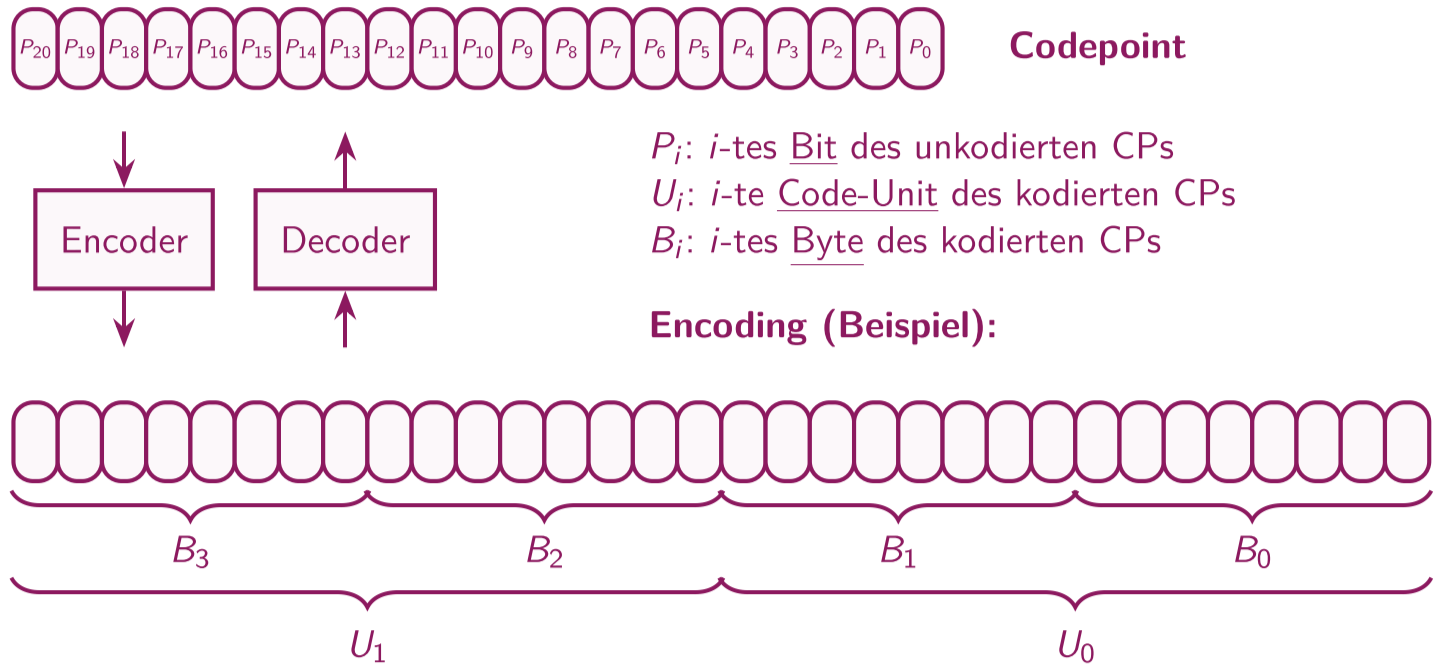 P₂₀ P₁₉ P₁₈ P₁₇ P₁₆ P₁₅ P₁₄ P₁₃ P₁₂ P₁₁ P₁₀ P₉ P₈ P₇ P₆ P₅ P₄ P₃ P₂ P₁ P₀ Codepoint
Pᵢ: i-tes Bit des unkodierten CPs
Uᵢ: i-te Code-Unit des kodierten CPs
Encoder Decoder Bᵢ: i-tes Byte des kodierten CPs
Encoding (Beispiel):
B₃ B₂ B₁ B₀
U₁ U₀